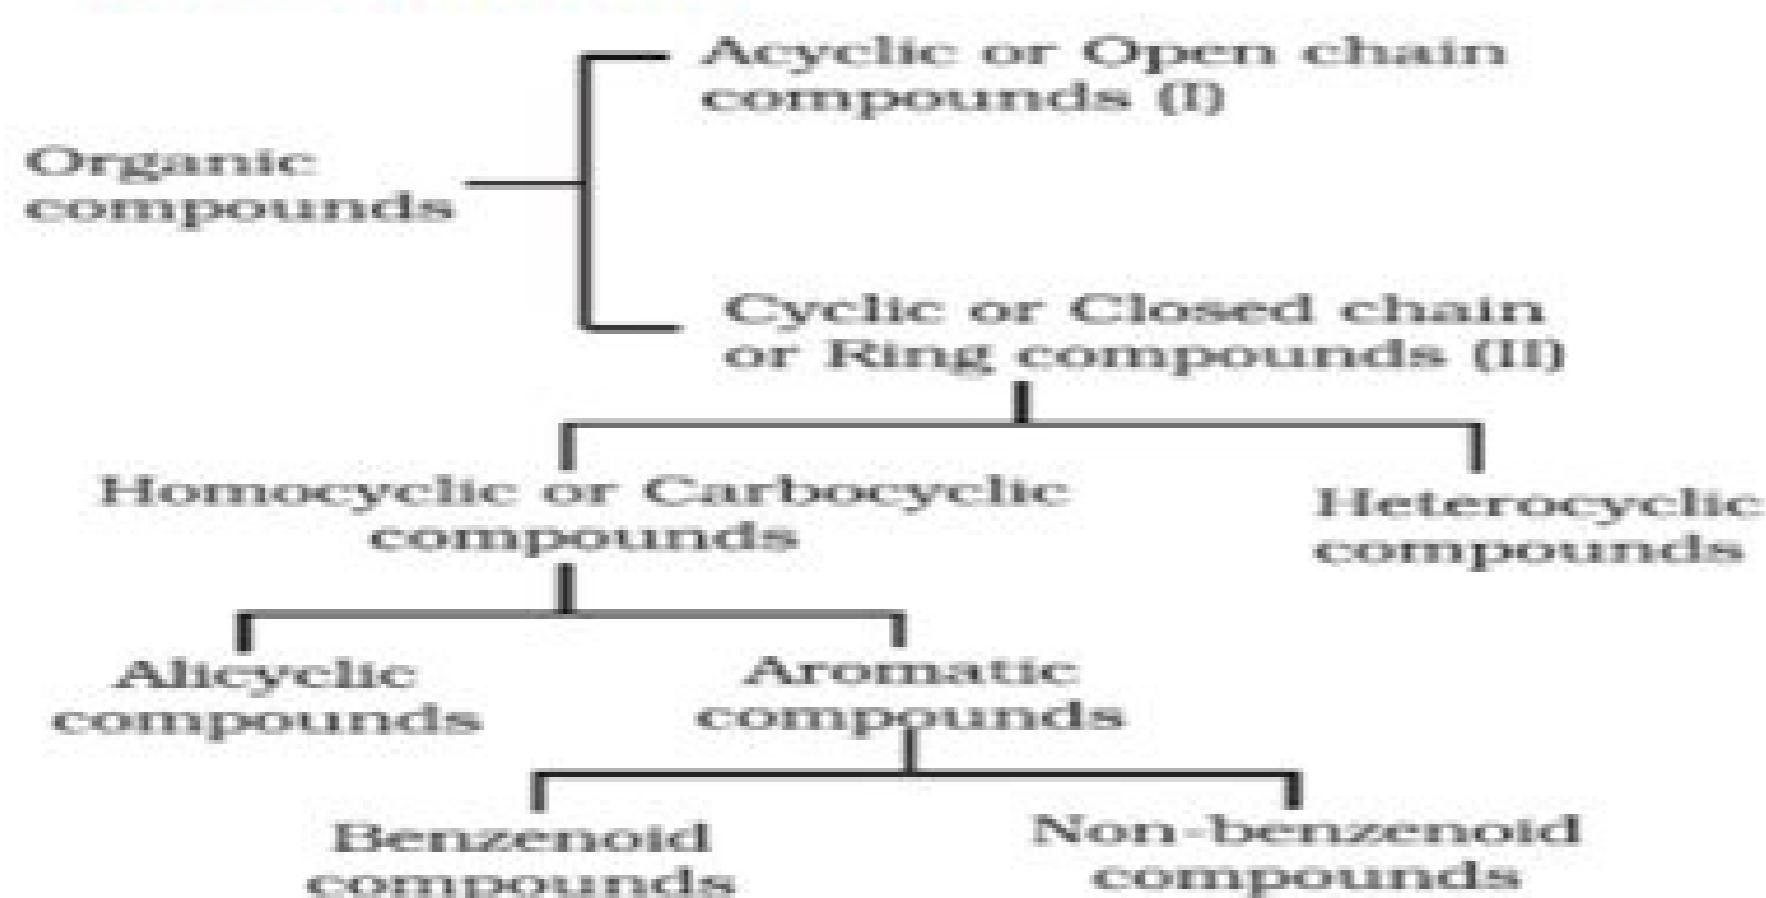 Acyclic or Open chain
compounds (I)
Organic
compounds
Cyclic or Closed chain
or Ring compounds (II)
Homocyclic or Carbocyclic
compounds
Heterocyclic
compounds
Alicyclic
compounds
Aromatic
compounds
Benzenoid
compounds
Non-benzenoid
compounds